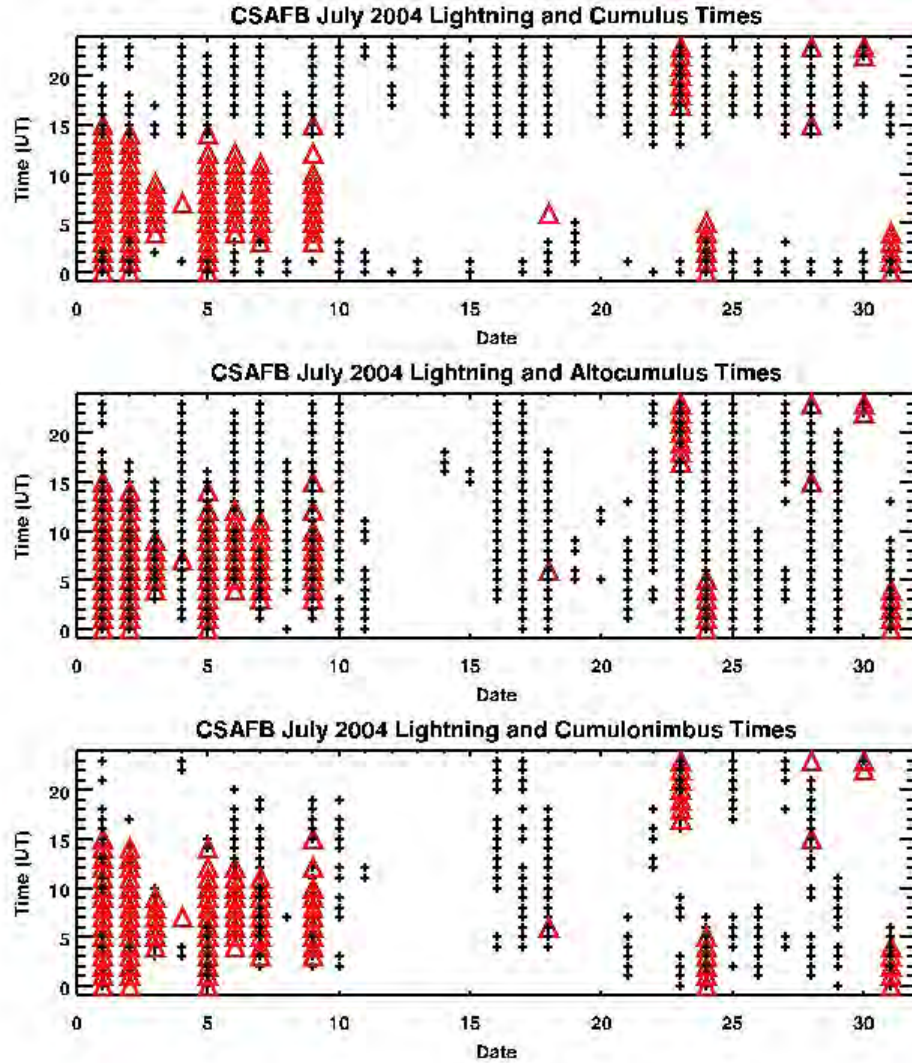 CSAFB July 2004 Lightning and Cumulus Times
Time (UT)
20
15
10
5
0
0 5 10 15 20 25 30
Date
CSAFB July 2004 Lightning and Altocumulus Times
Time (UT)
20
15
10
5
0
0 5 10 15 20 25 30
Date
CSAFB July 2004 Lightning and Cumulonimbus Times
Time (UT)
20
15
10
5
0
0 5 10 15 20 25 30
Date